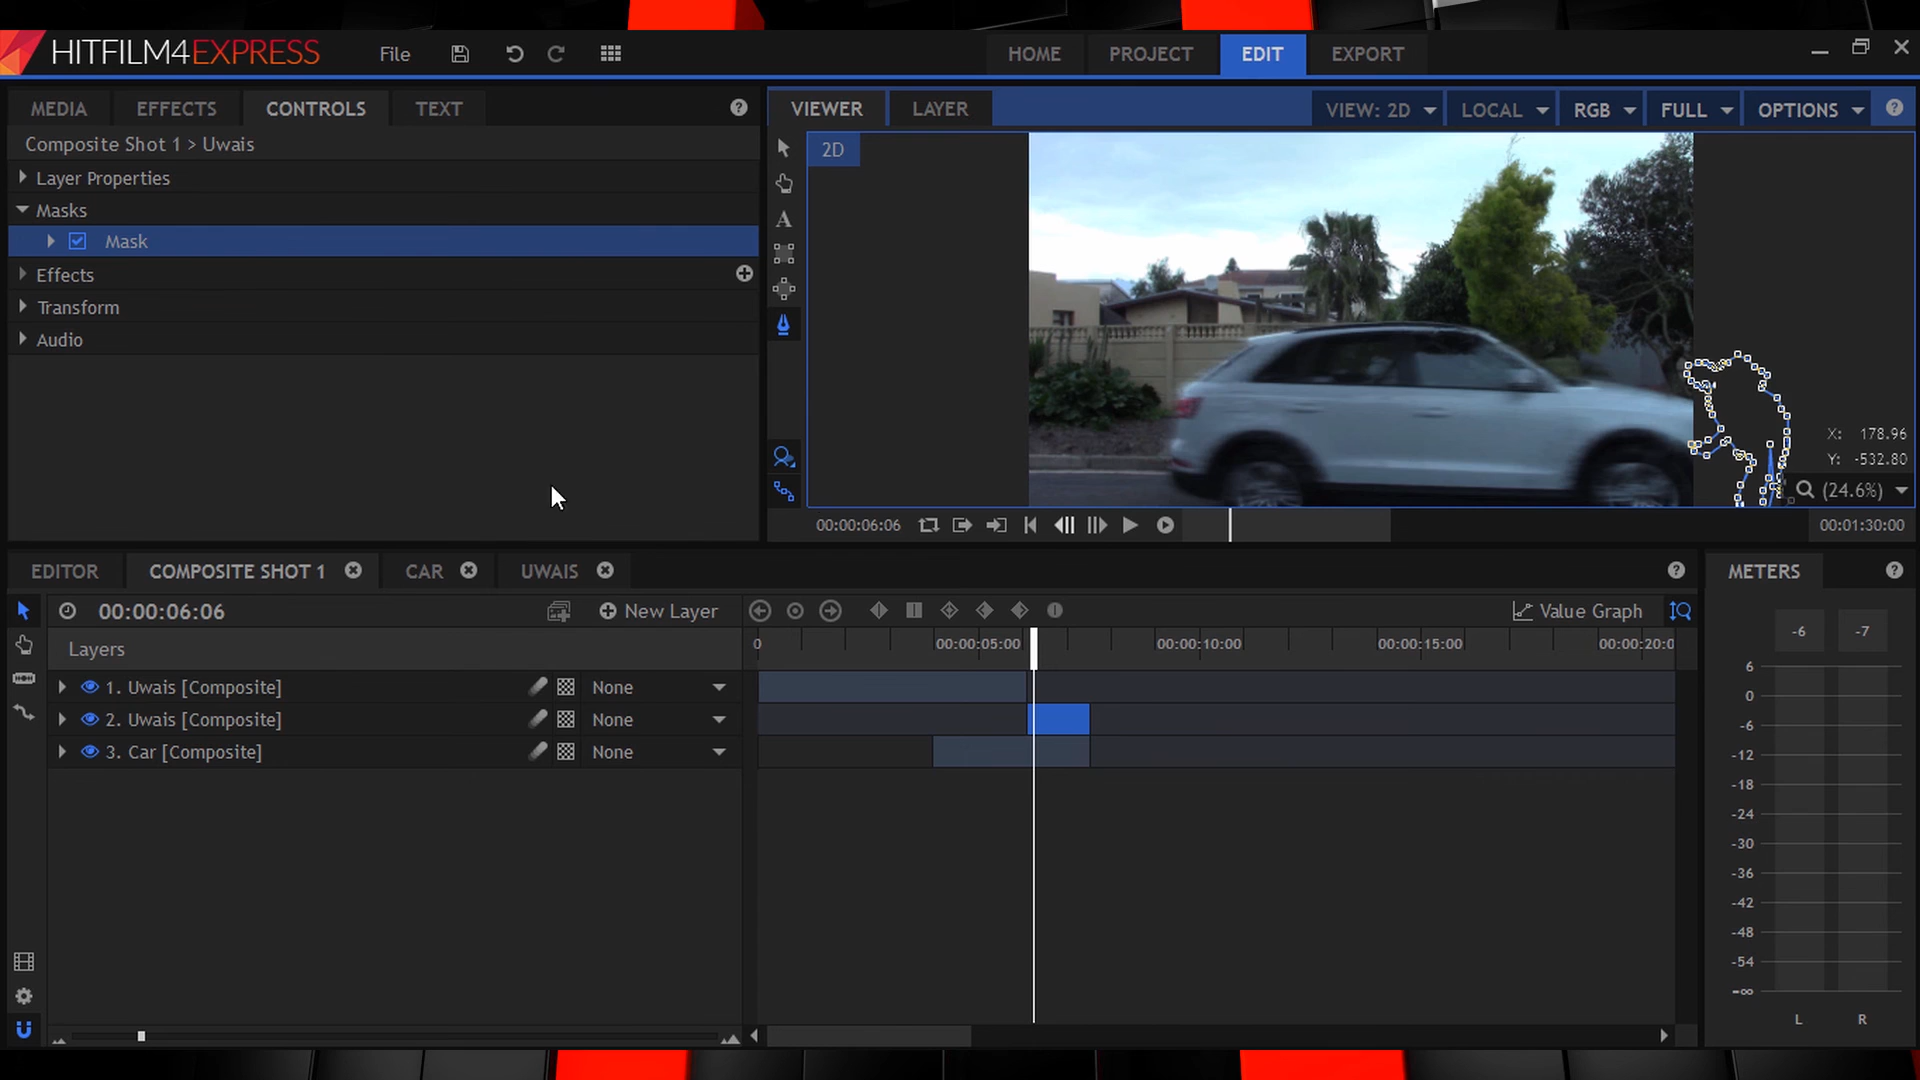 HITFILM4EXPRESS File HOME PROJECT EDIT EXPORT
MEDIA EFFECTS CONTROLS TEXT
Composite Shot 1 > Uwais
Layer Properties
Masks
Mask
Effects
Transform
Audio
VIEWER LAYER VIEW: 2D LOCAL RGB FULL OPTIONS
2D
X: 178.96
Y: -532.80
(24.6%)
00:00:06:06 00:01:30:00
EDITOR COMPOSITE SHOT 1 CAR UWAIS
00:00:06:06 New Layer Value Graph
Layers 0 00:00:05:00 00:00:10:00 00:00:15:00 00:00:20:0
1. Uwais [Composite] None
2. Uwais [Composite] None
3. Car [Composite] None
METERS
-6 -7
6
0
-6
-12
-18
-24
-30
-36
-42
-48
-54
-∞
L R